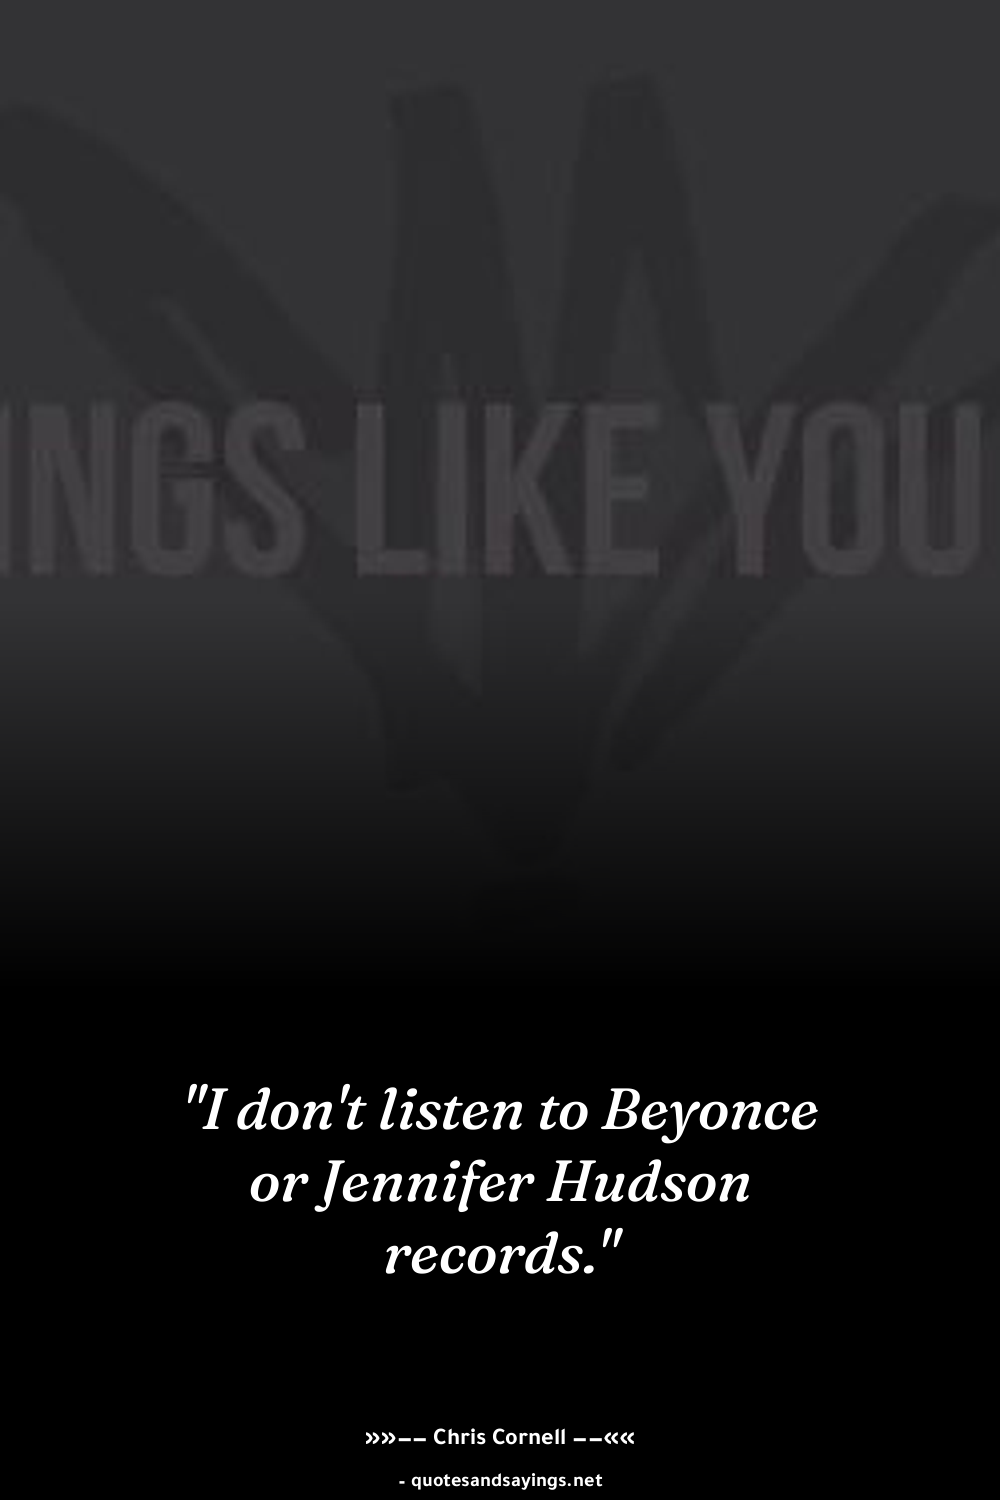 INGS LIKE YOU
"I don't listen to Beyonce
or Jennifer Hudson
records."
»»-- Chris Cornell --««
- quotesandsayings.net